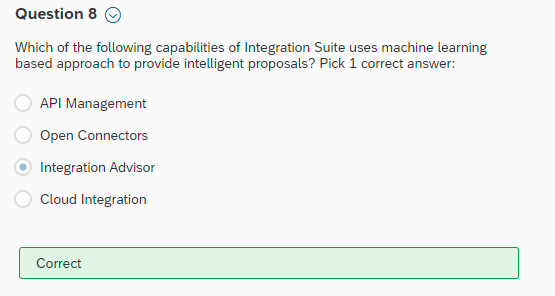 Question 8
Which of the following capabilities of Integration Suite uses machine learning
based approach to provide intelligent proposals? Pick 1 correct answer:
API Management
Open Connectors
Integration Advisor
Cloud Integration
Correct